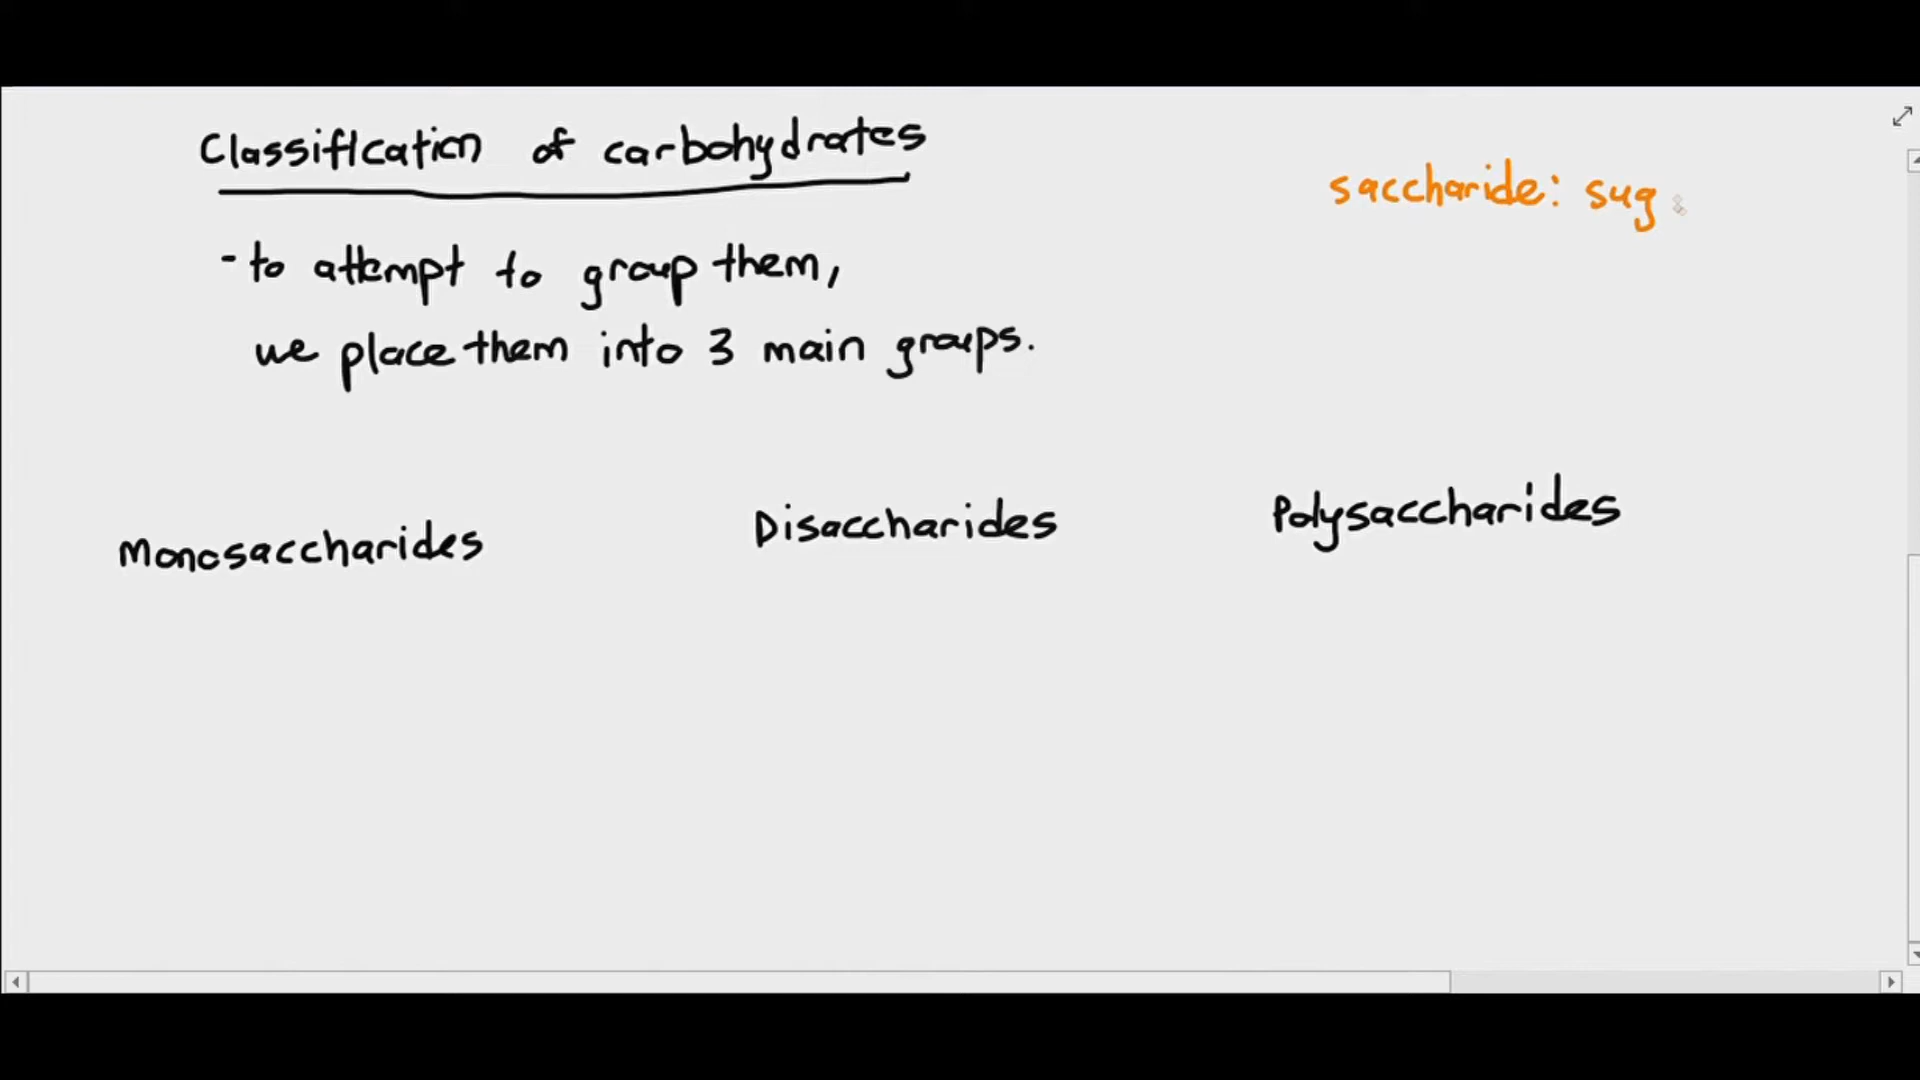 Classification of carbohydrates
saccharide: sug
- to attempt to group them,
we place them into 3 main groups.
Monosaccharides
Disaccharides
Polysaccharides